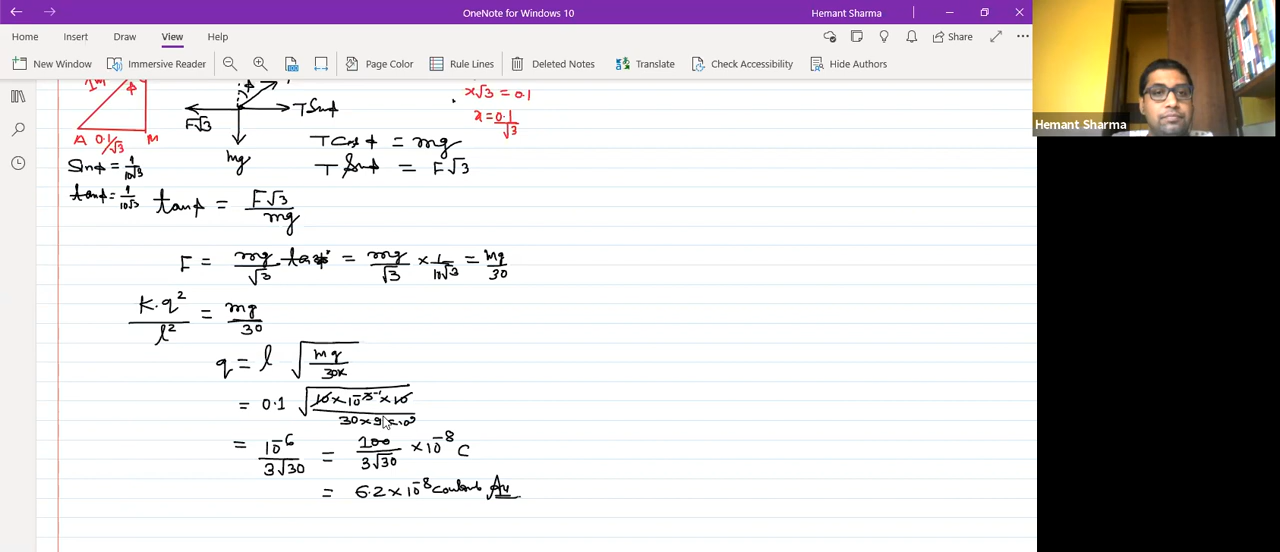 OneNote for Windows 10
Hemant Sharma
Home Insert Draw View Help
Share
New Window Immersive Reader Page Color Rule Lines Deleted Notes Translate Check Accessibility Hide Authors
1m φ
A 0.1/√3 M
F√3 φ T Sinφ
mg
x√3 = 0.1
x = 0.1/√3
T Cosφ = mg
T Sinφ = F√3
Sinφ = 1/10√3
tanφ = 1/10√3
tanφ = F√3/mg
F = mg/√3 tanφ = mg/√3 × 1/10√3 = mg/30
K.q²/l² = mg/30
q = l √(mg/30K)
= 0.1 √(10×10⁻³⁻¹×10/30×9×10⁹)
= 10⁻⁶/3√30 = 100/3√30 × 10⁻⁸ C
= 6.2 × 10⁻⁸ coulomb
Hemant Sharma